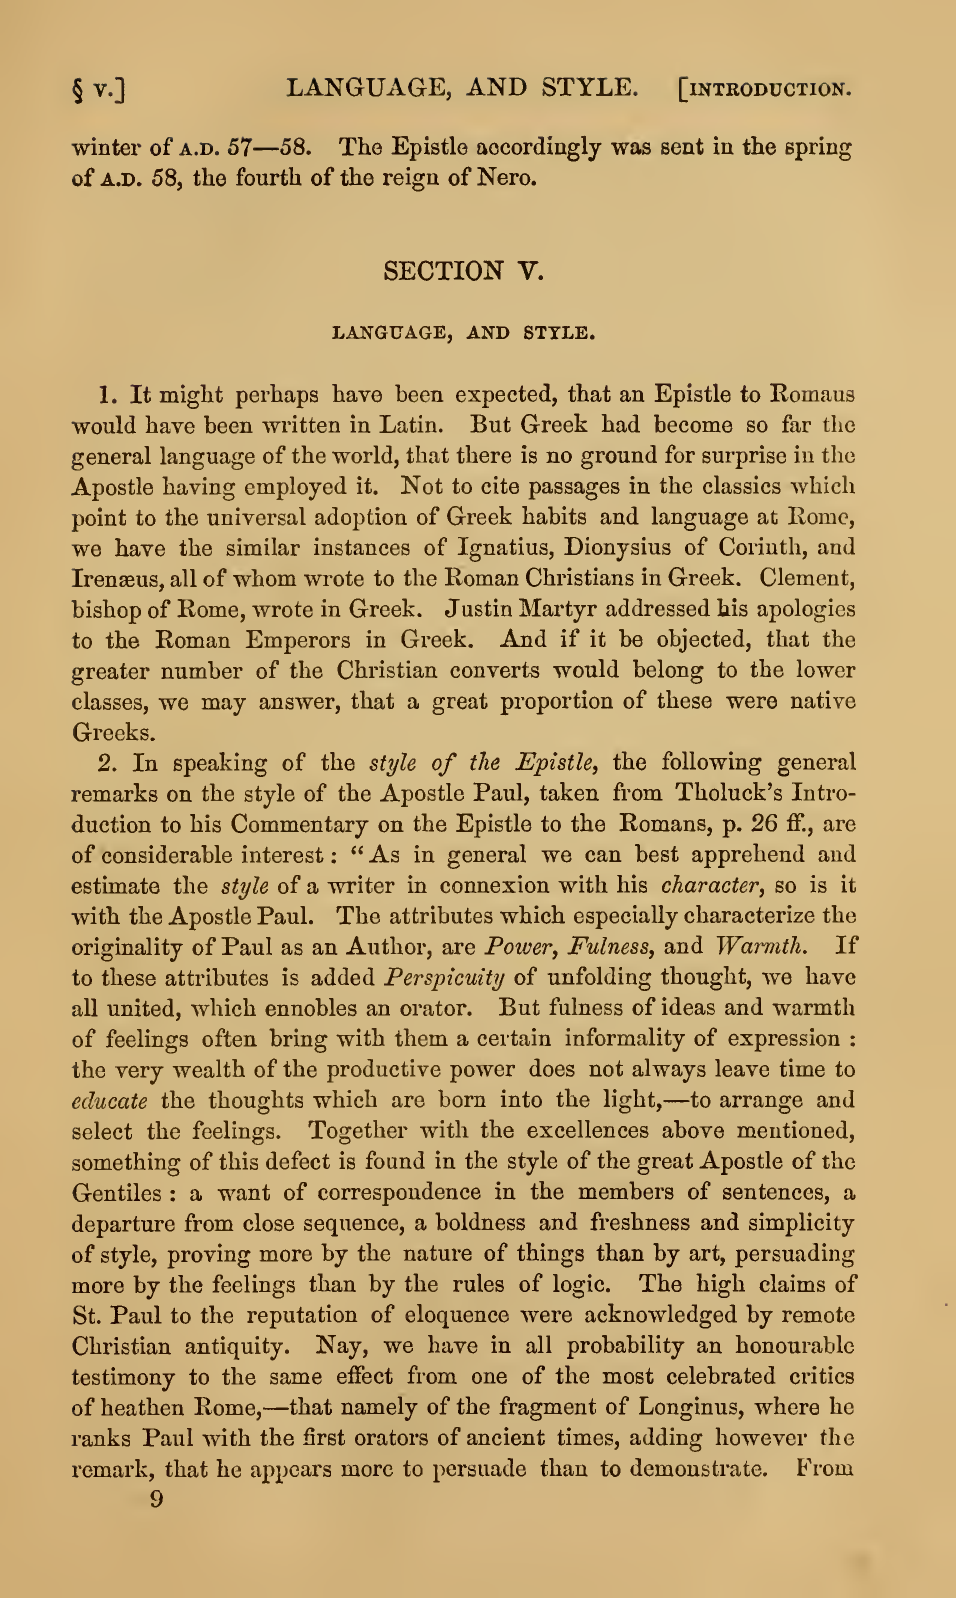 § v.] LANGUAGE, AND STYLE. [INTRODUCTION.
winter of A.D. 57—58. The Epistle accordingly was sent in the spring
of A.D. 58, the fourth of the reign of Nero.
SECTION V.
LANGUAGE, AND STYLE.
1. It might perhaps have been expected, that an Epistle to Romans
would have been written in Latin. But Greek had become so far the
general language of the world, that there is no ground for surprise in the
Apostle having employed it. Not to cite passages in the classics which
point to the universal adoption of Greek habits and language at Rome,
we have the similar instances of Ignatius, Dionysius of Corinth, and
Irenæus, all of whom wrote to the Roman Christians in Greek. Clement,
bishop of Rome, wrote in Greek. Justin Martyr addressed his apologies
to the Roman Emperors in Greek. And if it be objected, that the
greater number of the Christian converts would belong to the lower
classes, we may answer, that a great proportion of these were native
Greeks.
2. In speaking of the style of the Epistle, the following general
remarks on the style of the Apostle Paul, taken from Tholuck's Intro-
duction to his Commentary on the Epistle to the Romans, p. 26 ff., are
of considerable interest : “ As in general we can best apprehend and
estimate the style of a writer in connexion with his character, so is it
with the Apostle Paul. The attributes which especially characterize the
originality of Paul as an Author, are Power, Fulness, and Warmth. If
to these attributes is added Perspicuity of unfolding thought, we have
all united, which ennobles an orator. But fulness of ideas and warmth
of feelings often bring with them a certain informality of expression :
the very wealth of the productive power does not always leave time to
educate the thoughts which are born into the light,—to arrange and
select the feelings. Together with the excellences above mentioned,
something of this defect is found in the style of the great Apostle of the
Gentiles : a want of correspondence in the members of sentences, a
departure from close sequence, a boldness and freshness and simplicity
of style, proving more by the nature of things than by art, persuading
more by the feelings than by the rules of logic. The high claims of
St. Paul to the reputation of eloquence were acknowledged by remote
Christian antiquity. Nay, we have in all probability an honourable
testimony to the same effect from one of the most celebrated critics
of heathen Rome,—that namely of the fragment of Longinus, where he
ranks Paul with the first orators of ancient times, adding however the
remark, that he appears more to persuade than to demonstrate. From
9